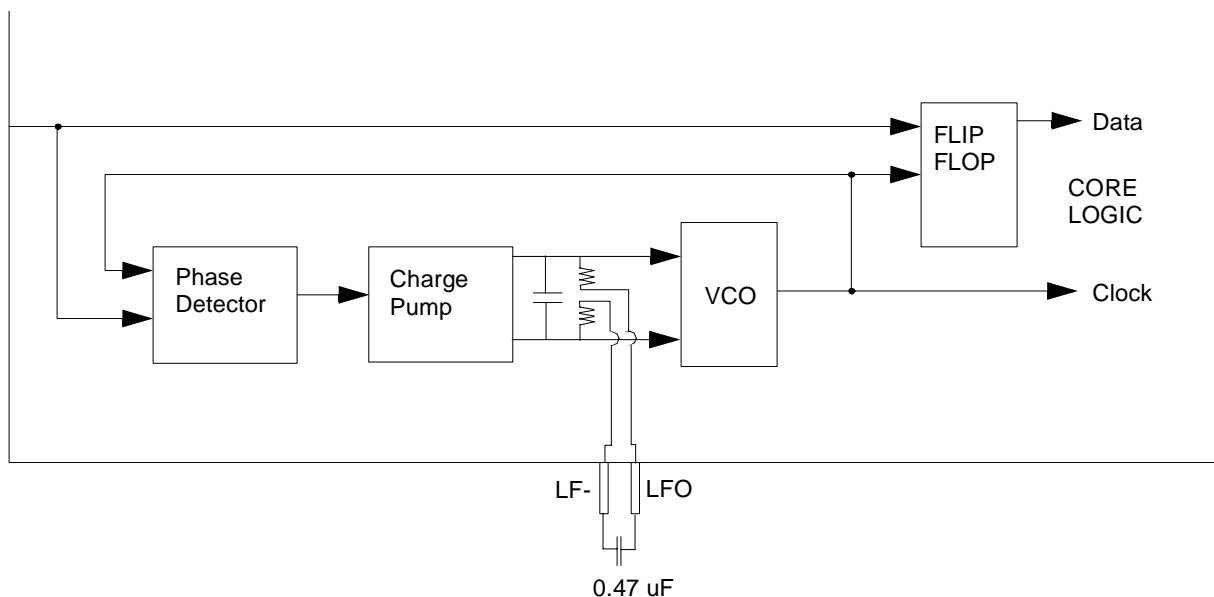 FLIP
FLOP
Data
CORE
LOGIC
Phase
Detector
Charge
Pump
VCO
Clock
LF-
LFO
0.47 uF